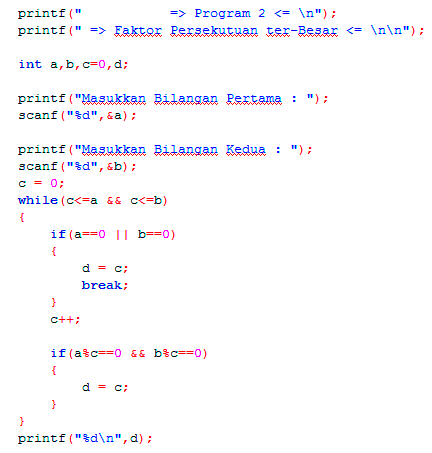 printf("           => Program 2 <= \n");
printf(" => Faktor Persekutuan ter-Besar <= \n\n");
int a,b,c=0,d;
printf("Masukkan Bilangan Pertama : ");
scanf("%d",&a);
printf("Masukkan Bilangan Kedua : ");
scanf("%d",&b);
c = 0;
while(c<=a && c<=b)
{
    if(a==0 || b==0)
    {
        d = c;
        break;
    }
    c++;
    if(a%c==0 && b%c==0)
    {
        d = c;
    }
}
printf("%d\n",d);